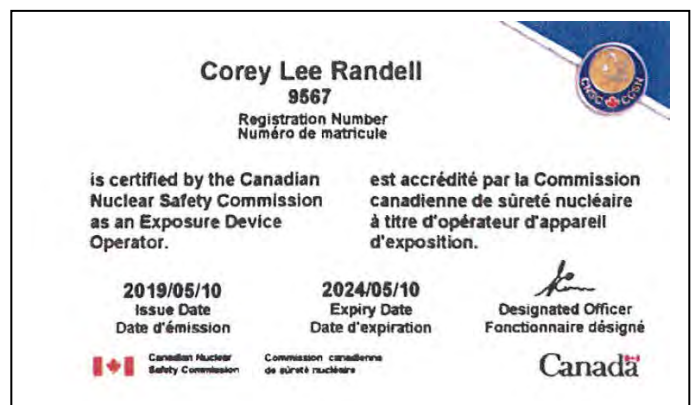 Corey Lee Randell
9567
Registration Number
Numéro de matricule
CNSC CCSN
is certified by the Canadian
Nuclear Safety Commission
as an Exposure Device
Operator.
est accrédité par la Commission
canadienne de sûreté nucléaire
à titre d'opérateur d'appareil
d'exposition.
2019/05/10
Issue Date
Date d'émission
2024/05/10
Expiry Date
Date d'expiration
Designated Officer
Fonctionnaire désigné
Canadian Nuclear
Safety Commission
Commission canadienne
de sûreté nucléaire
Canada